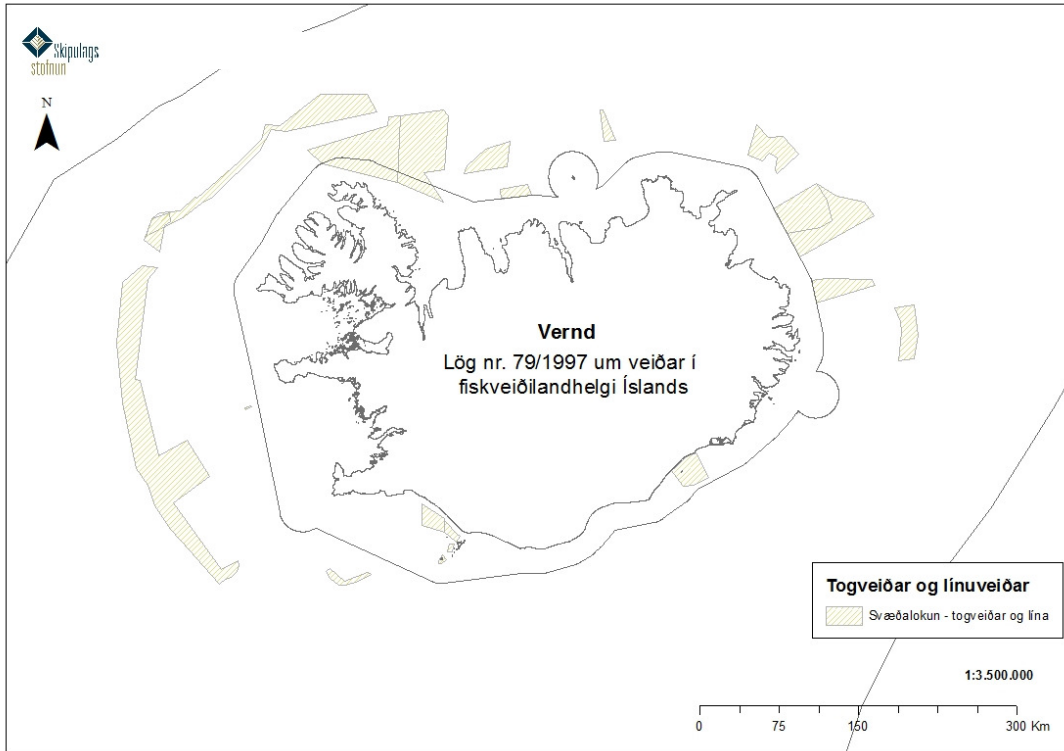 Skipulags
stofnun
N
Vernd
Lög nr. 79/1997 um veiðar í
fiskveiðilandhelgi Íslands
Togveiðar og línuveiðar
Svæðalokun - togveiðar og lína
1:3.500.000
0 75 150 300 Km